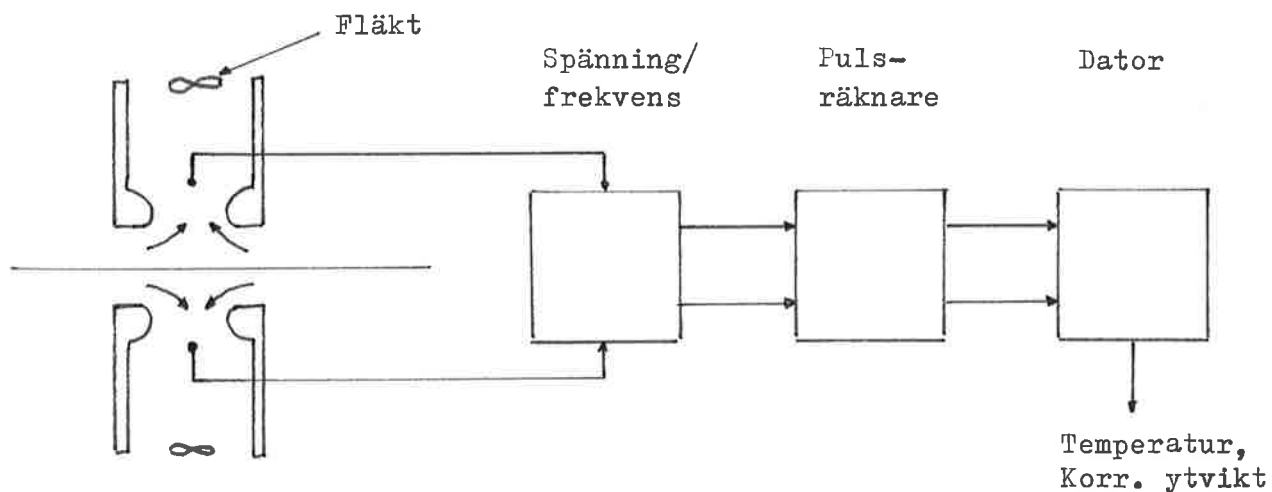 Fläkt
Spänning/
frekvens
Puls-
räknare
Dator
Temperatur,
Korr. ytvikt